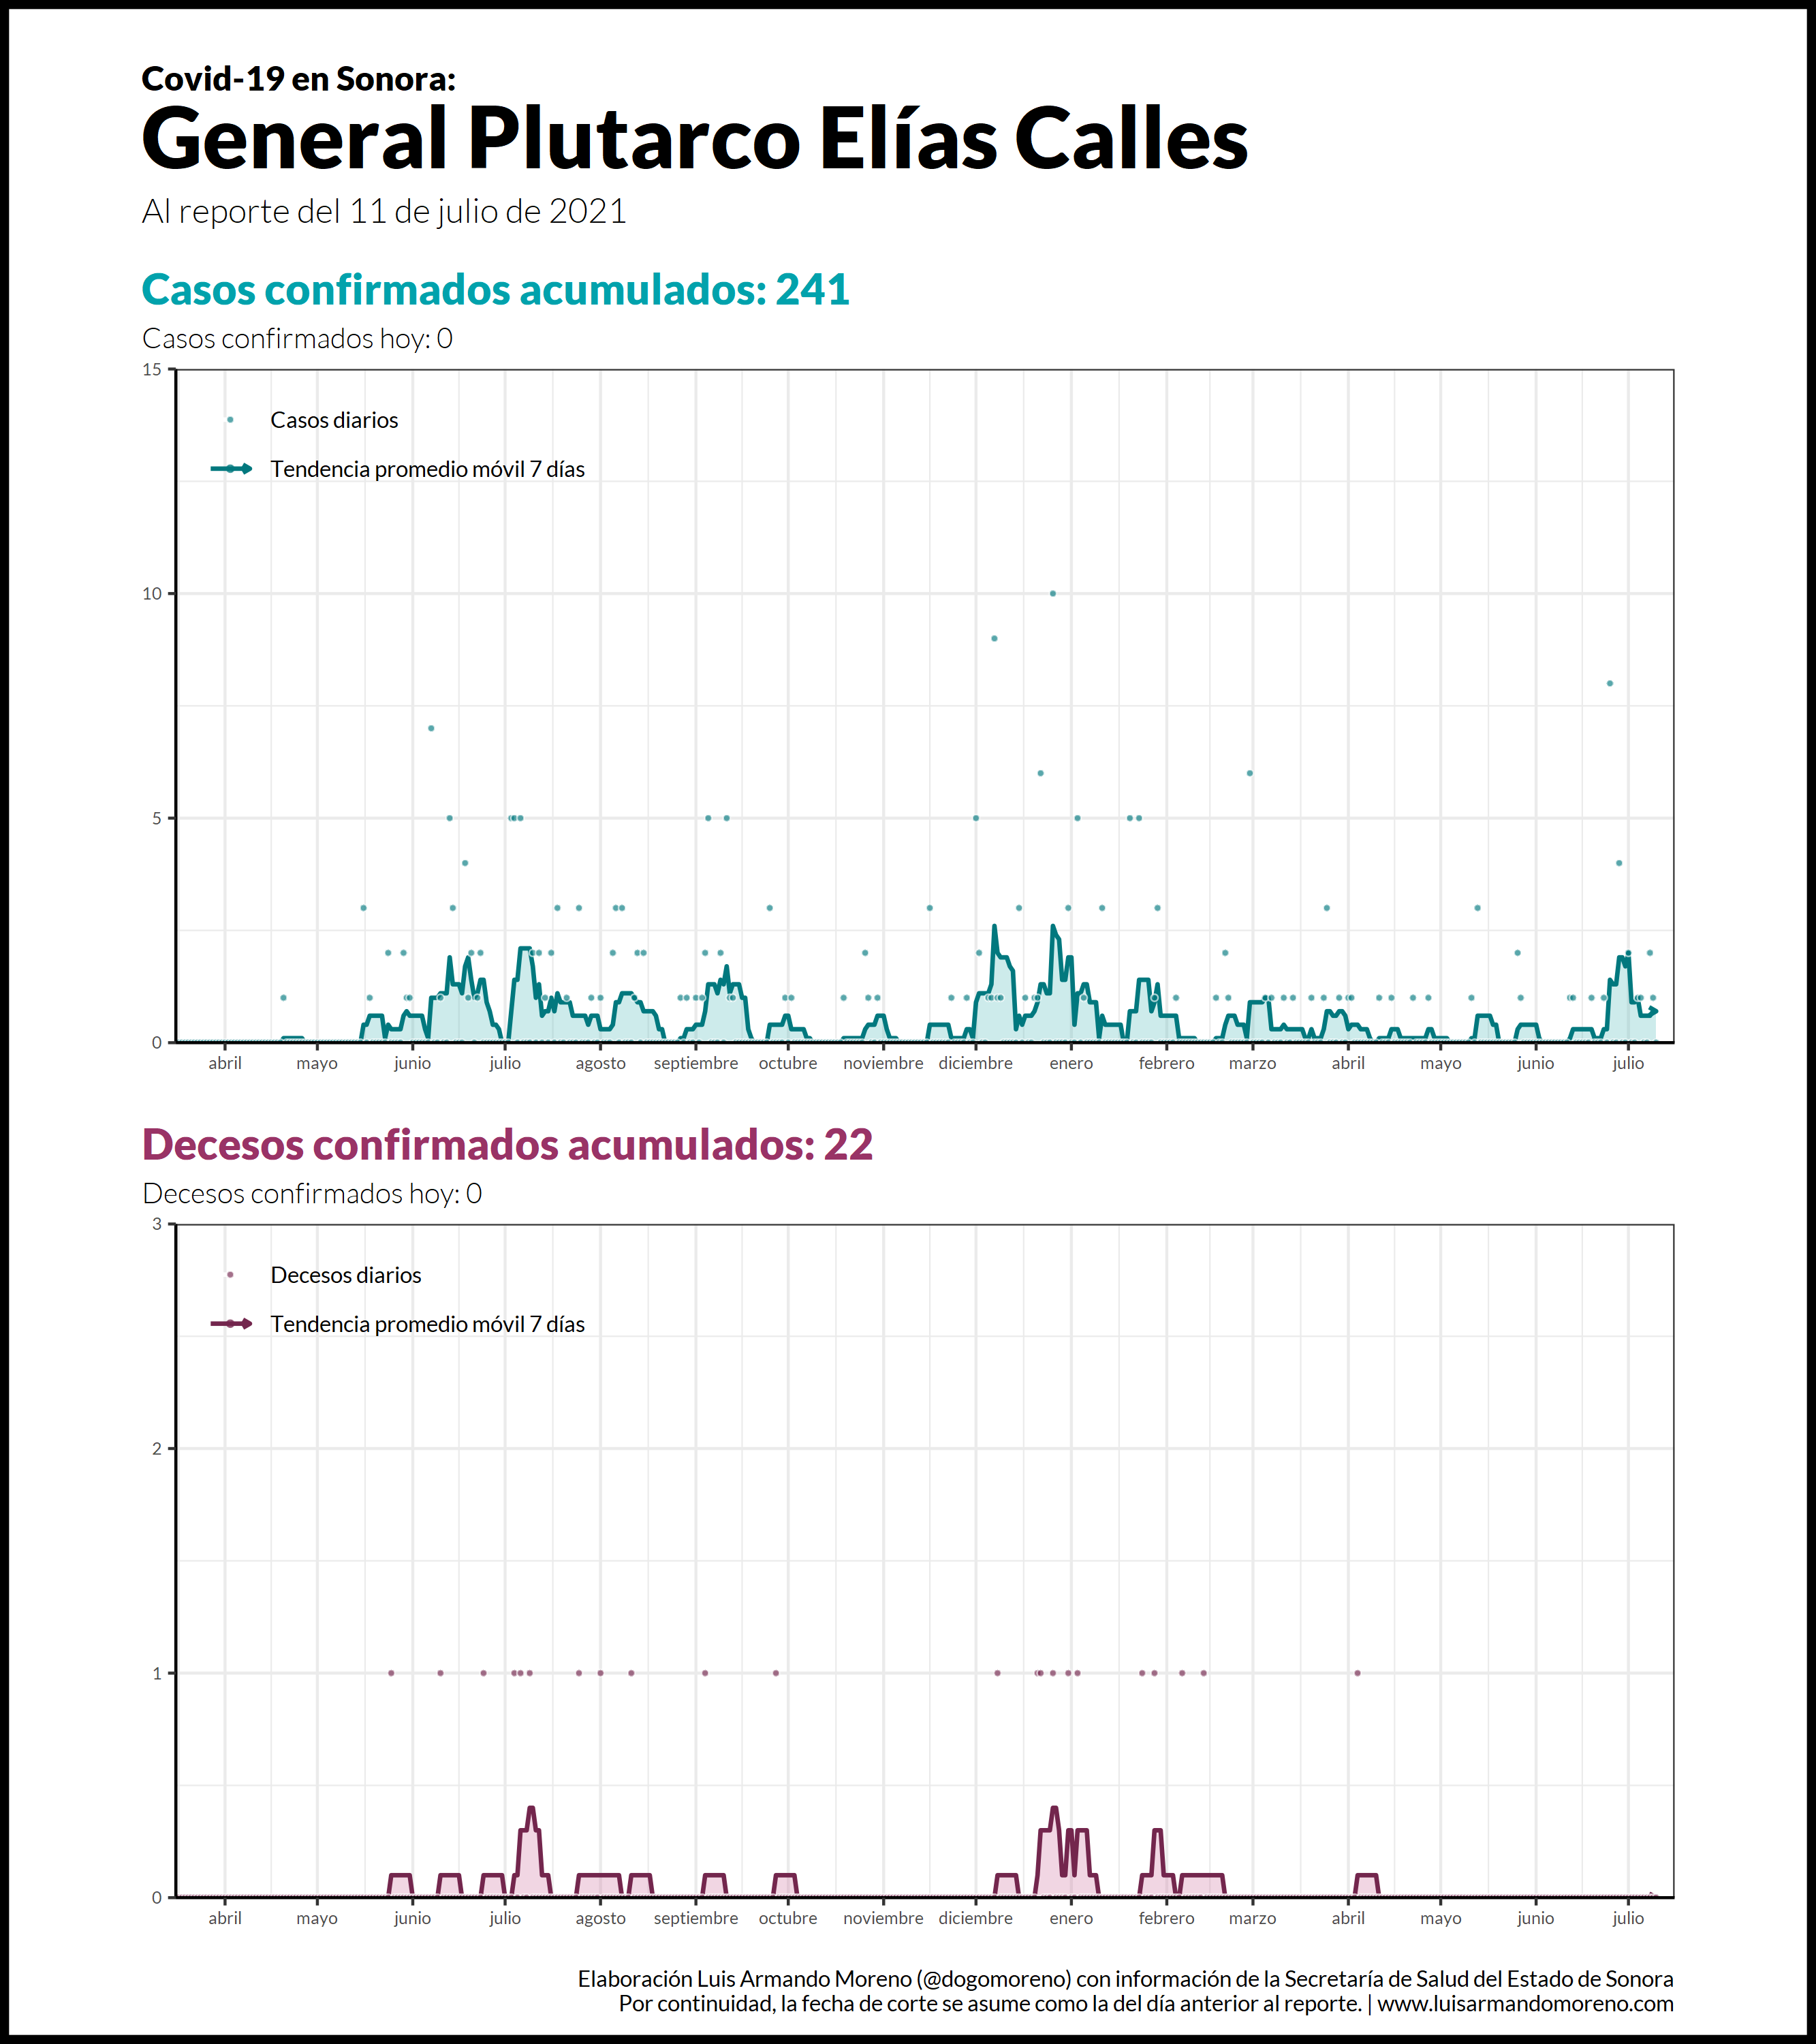 Covid-19 en Sonora:
General Plutarco Elías Calles
Al reporte del 11 de julio de 2021
Casos confirmados acumulados: 241
Casos confirmados hoy: 0
15
Casos diarios
Tendencia promedio móvil 7 días
10
5
0
abril mayo junio julio agosto septiembre octubre noviembre diciembre enero febrero marzo abril mayo junio julio
Decesos confirmados acumulados: 22
Decesos confirmados hoy: 0
3
Decesos diarios
Tendencia promedio móvil 7 días
2
1
0
abril mayo junio julio agosto septiembre octubre noviembre diciembre enero febrero marzo abril mayo junio julio
Elaboración Luis Armando Moreno (@dogomoreno) con información de la Secretaría de Salud del Estado de Sonora
Por continuidad, la fecha de corte se asume como la del día anterior al reporte. | www.luisarmandomoreno.com